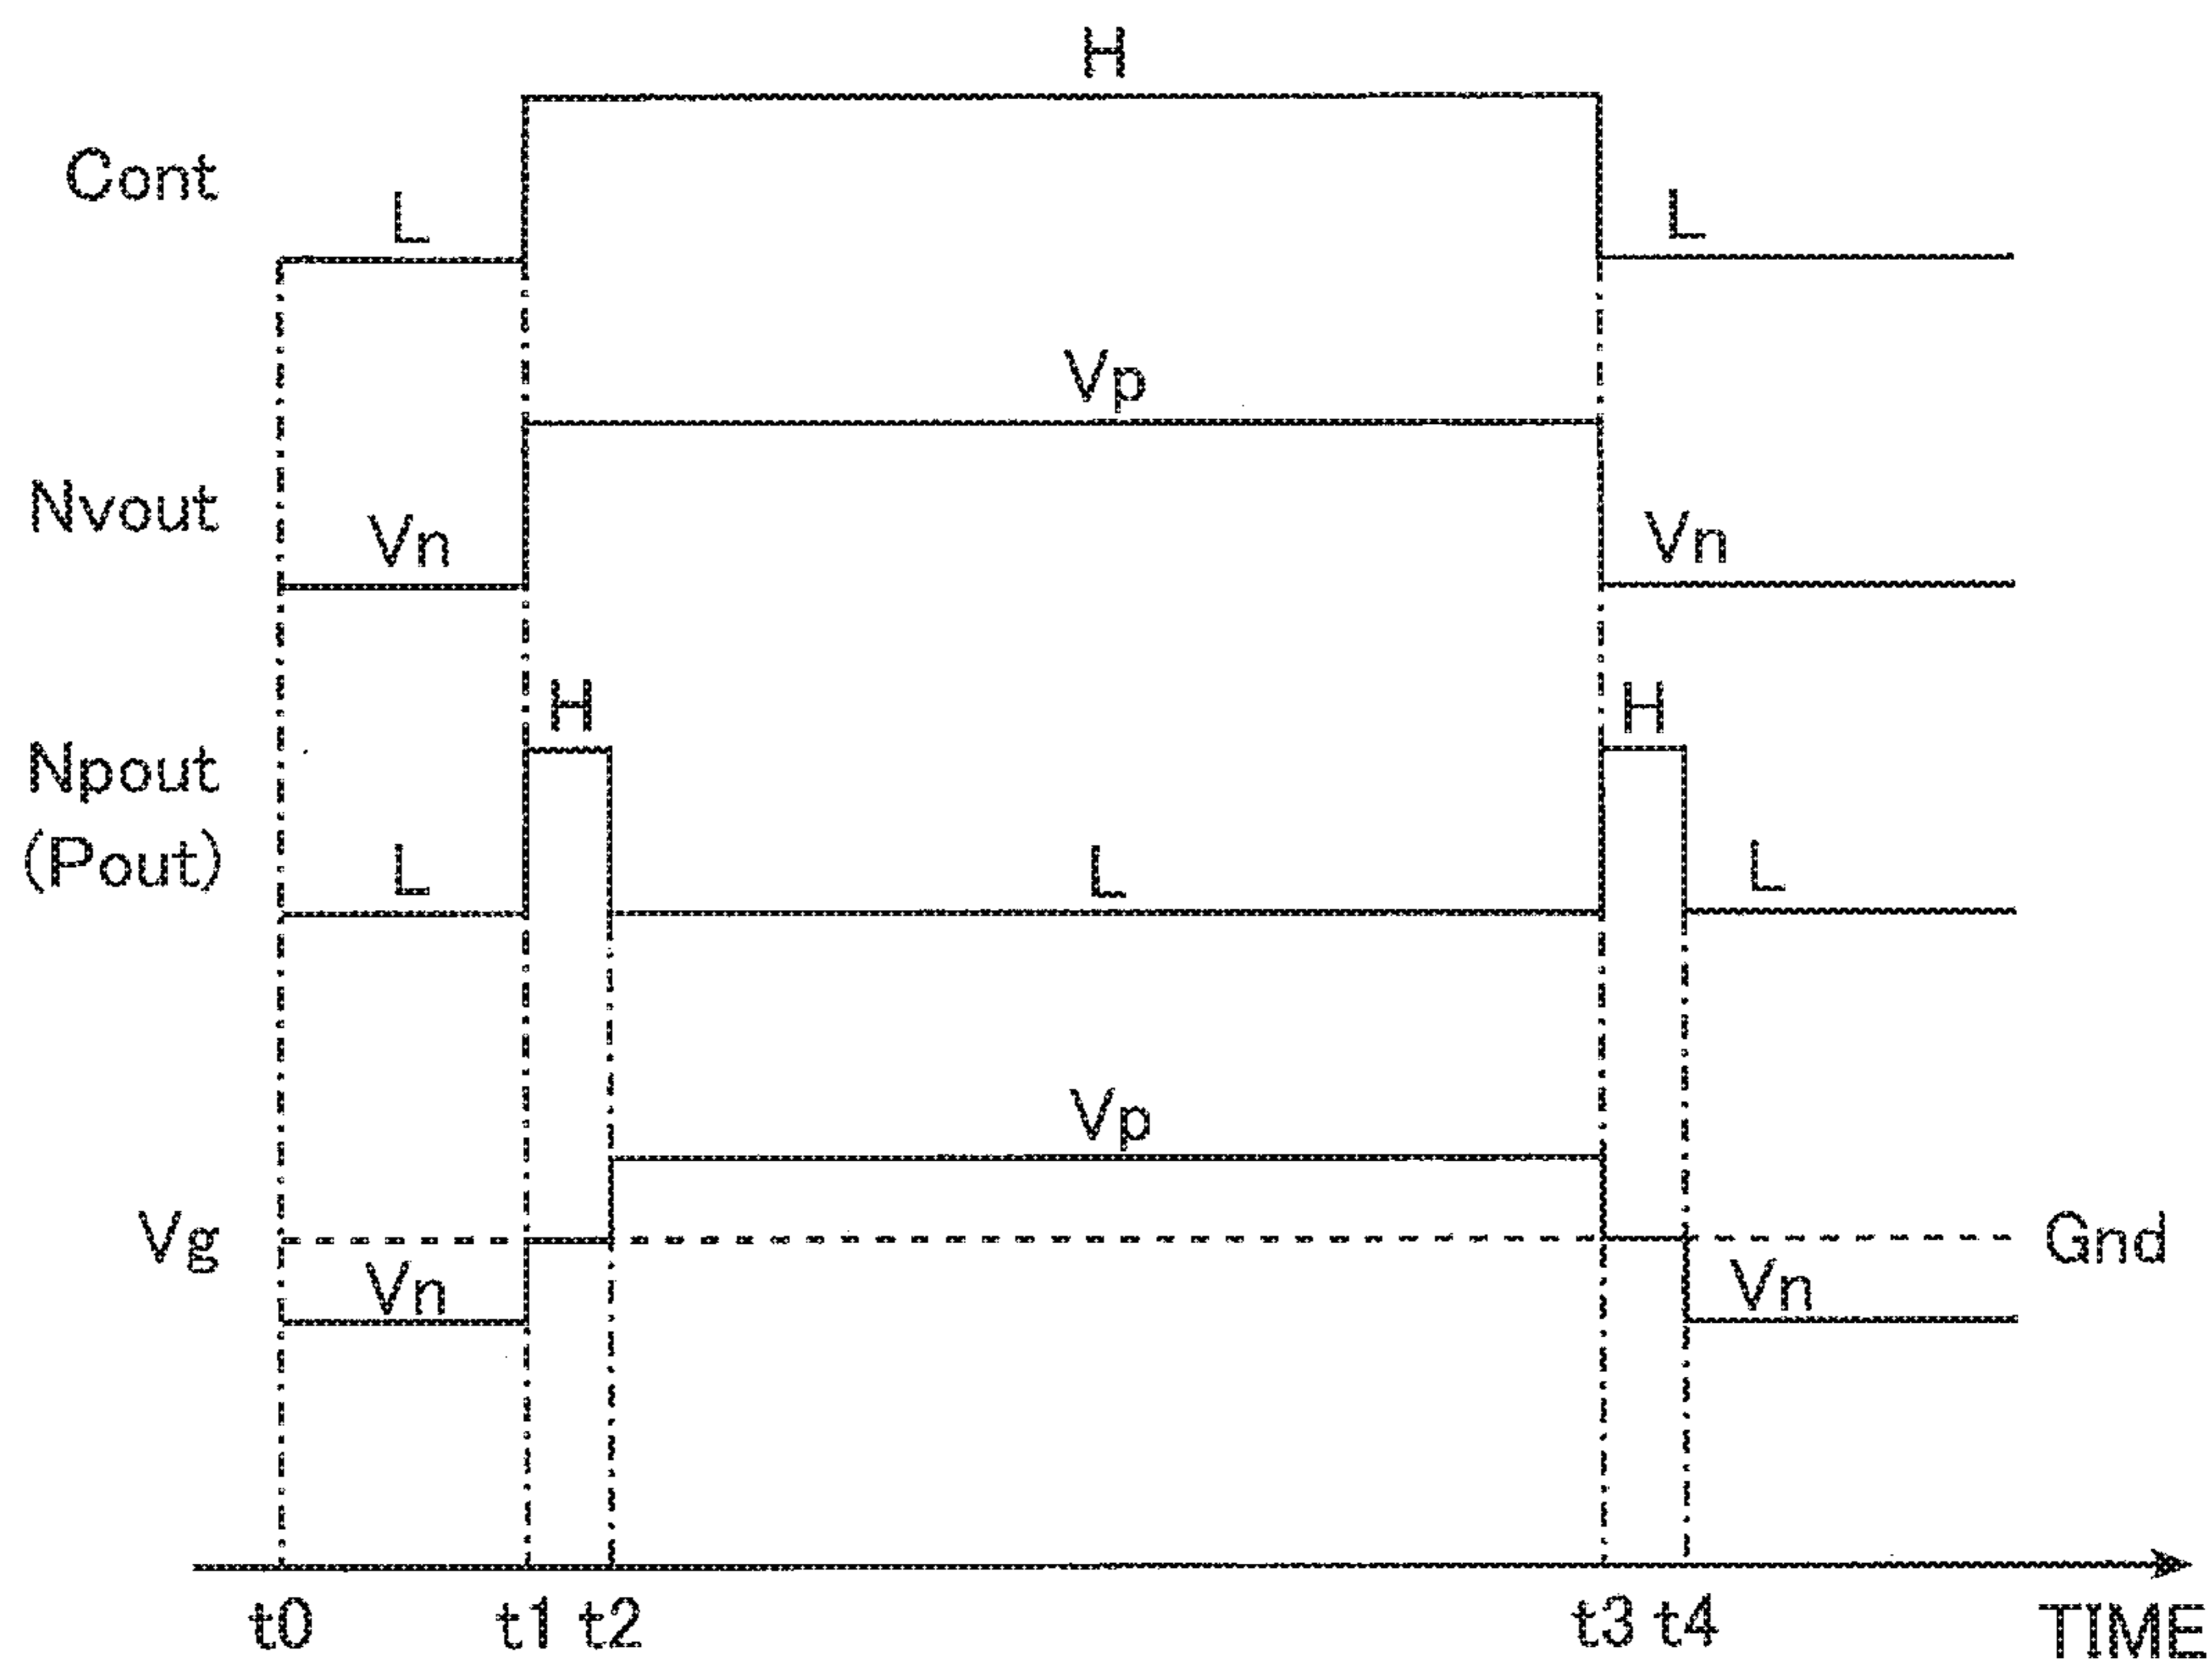 H
Cont
L
L
Vp
Nvout
Vn
Vn
H
H
Npout
(Pout)
L
L
L
Vp
Vg
Gnd
Vn
Vn
t0 t1 t2 t3 t4 TIME